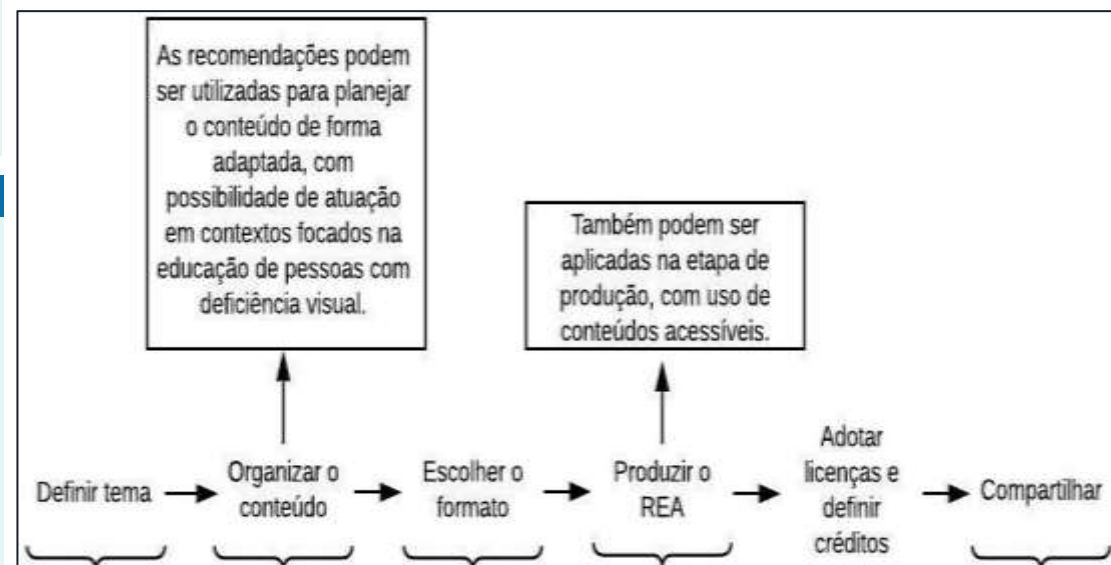 As recomendações podem
ser utilizadas para planejar
o conteúdo de forma
adaptada, com
possibilidade de atuação
em contextos focados na
educação de pessoas com
deficiência visual.
Também podem ser
aplicadas na etapa de
produção, com uso de
conteúdos acessíveis.
Definir tema
Organizar o
conteúdo
Escolher o
formato
Produzir o
REA
Adotar
licenças e
definir
créditos
Compartilhar